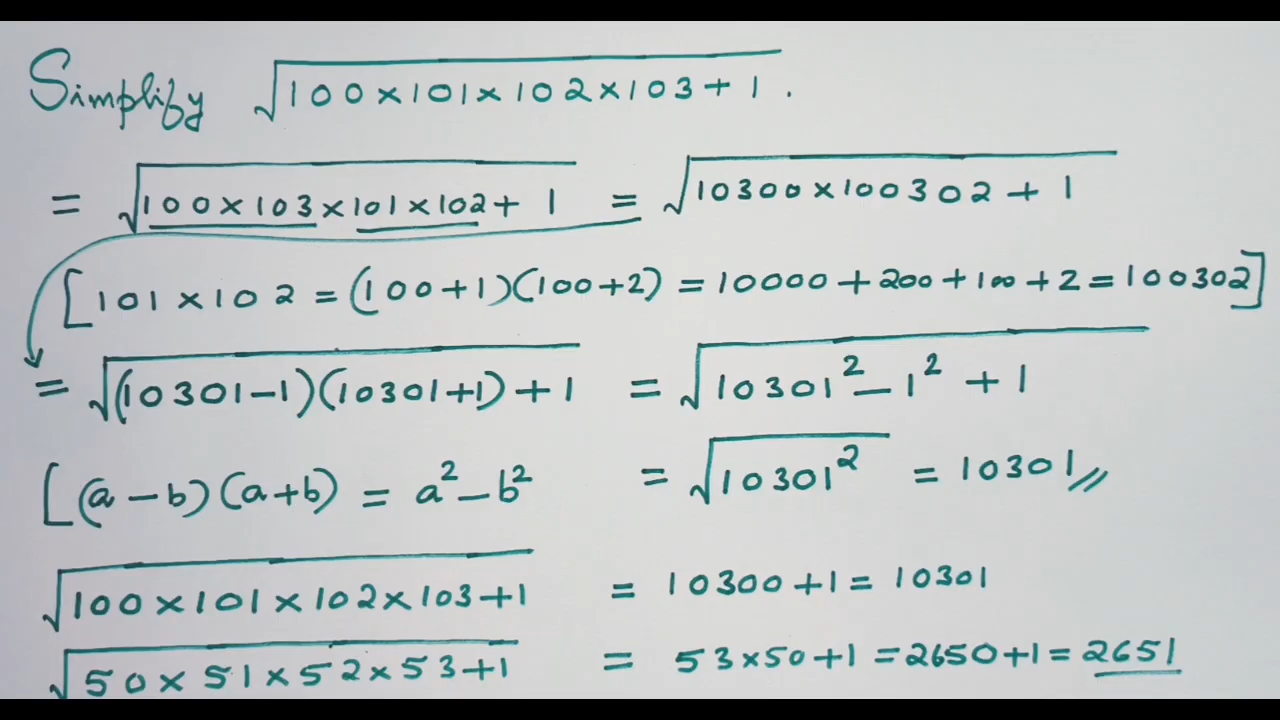 Simplify √100×101×102×103+1 .
= √100×103×101×102+1 = √10300×100302+1
[101×102=(100+1)(100+2)=10000+200+100+2=100302]
= √(10301-1)(10301+1)+1 = √10301²-1²+1
[(a-b)(a+b) = a²-b² = √10301² = 10301//
√100×101×102×103+1 = 10300+1=10301
√50×51×52×53+1 = 53×50+1=2650+1=2651